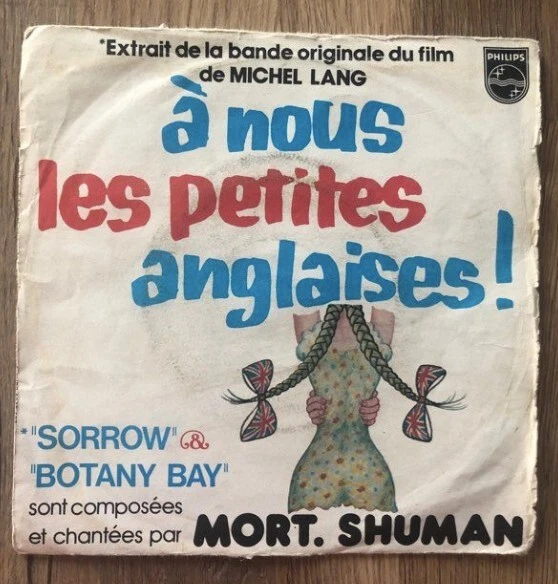 *Extrait de la bande originale du film
de MICHEL LANG
PHILIPS
à nous
les petites
anglaises!
*"SORROW" &
"BOTANY BAY"
sont composées
et chantées par MORT. SHUMAN